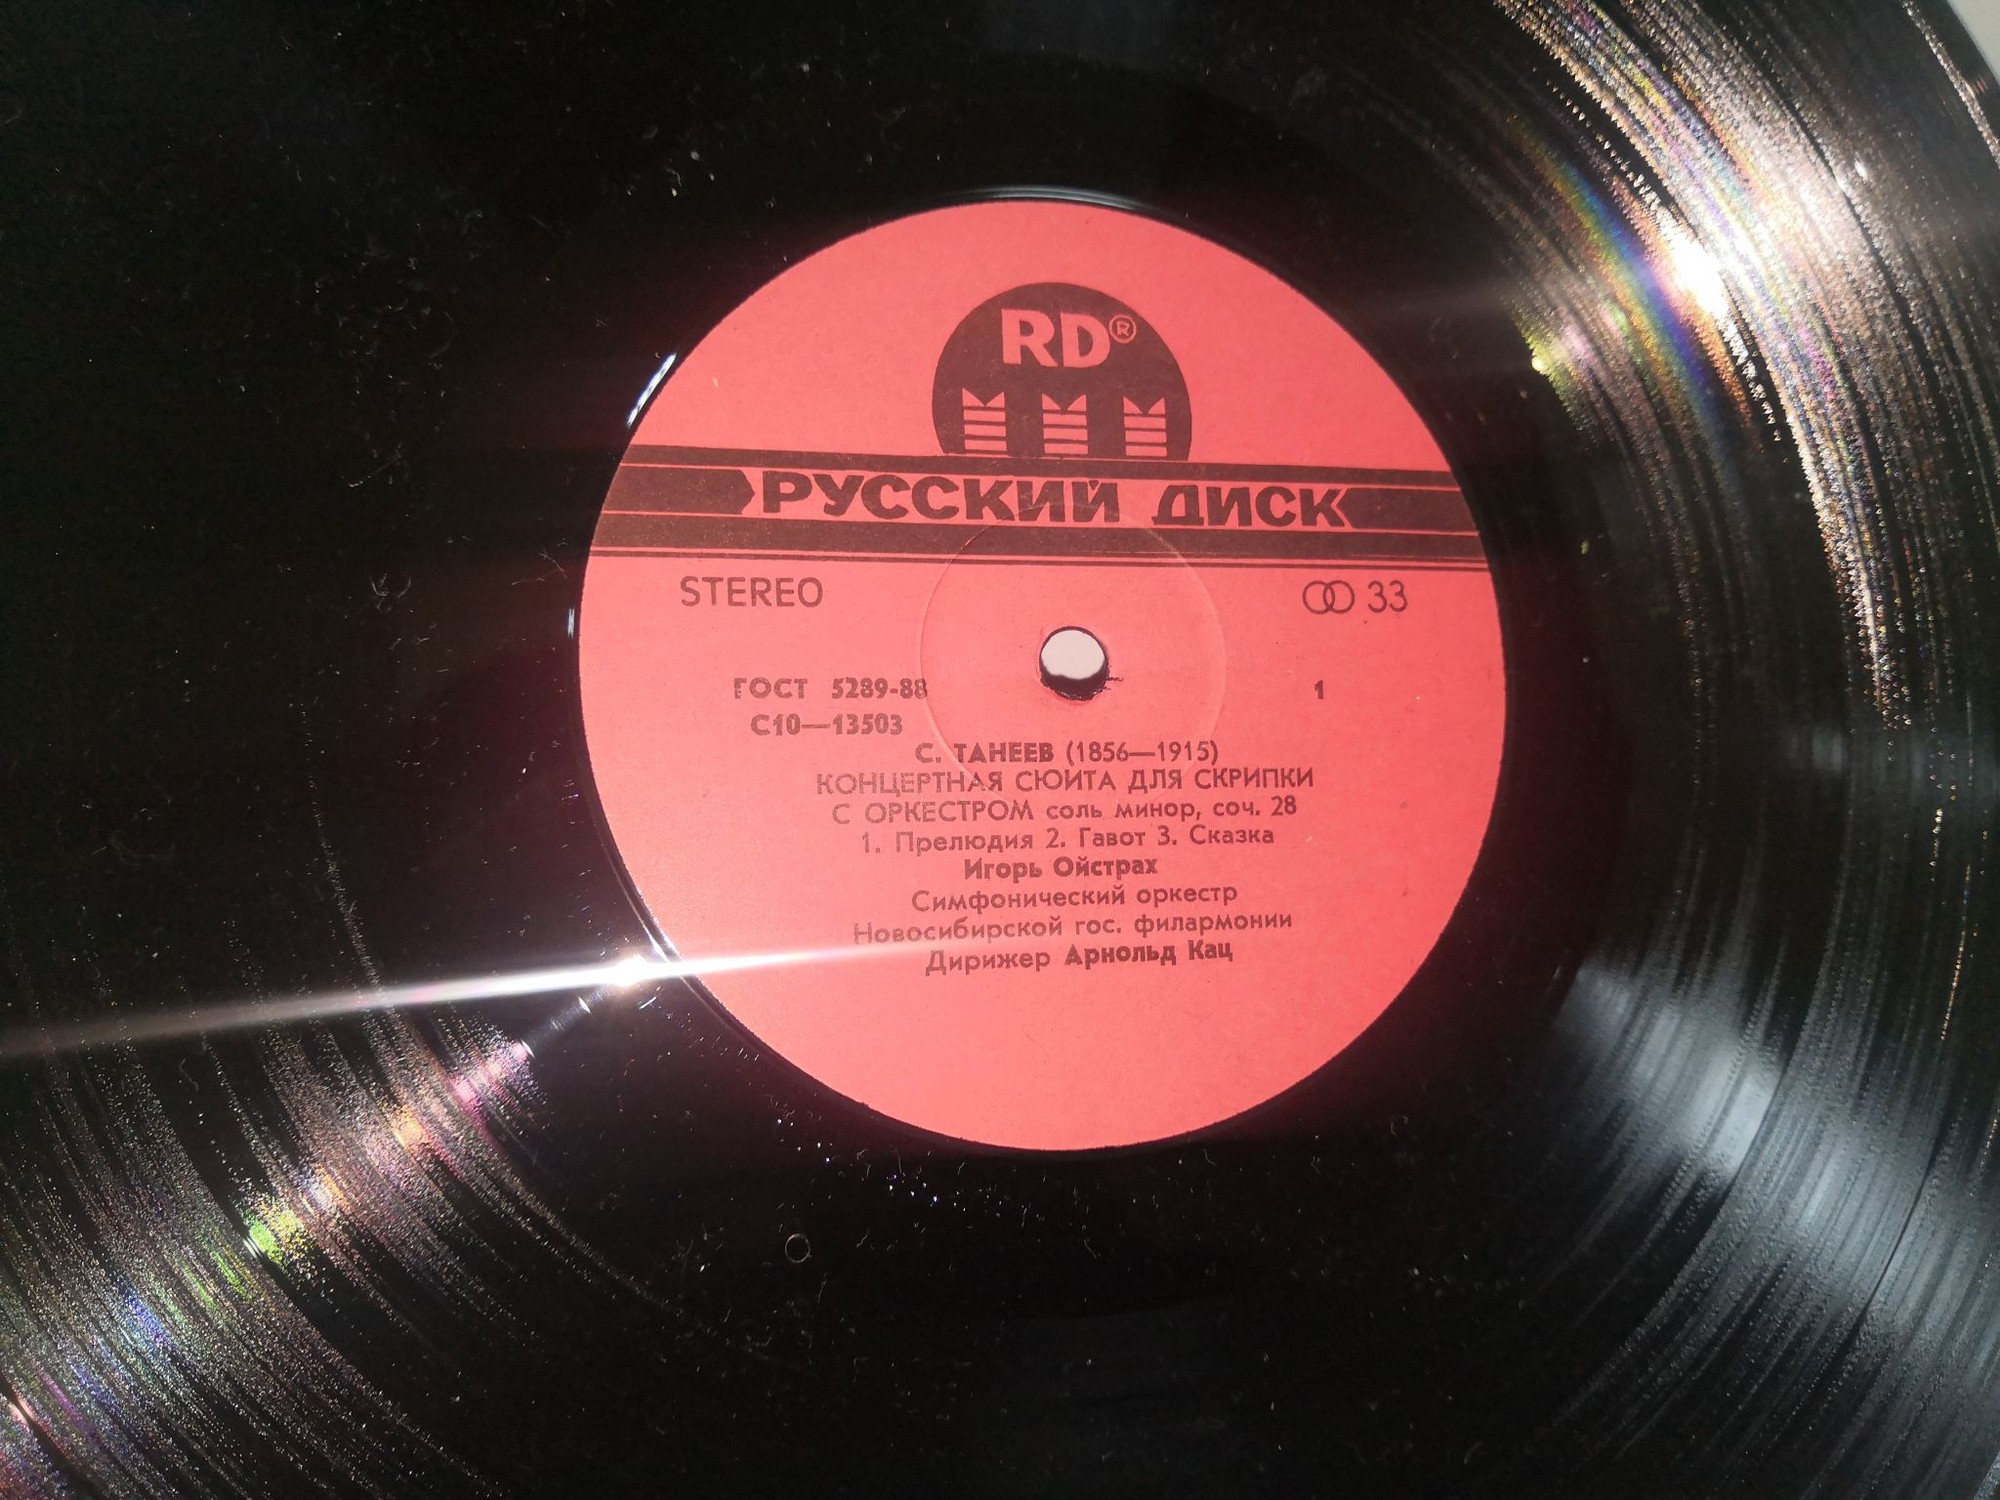 RD®
РУССКИЙ ДИСК
STEREO 33
ГОСТ 5289-88 1
С10—13503
С. ТАНЕЕВ (1856—1915)
КОНЦЕРТНАЯ СЮИТА ДЛЯ СКРИПКИ
С ОРКЕСТРОМ соль минор, соч. 28
1. Прелюдия 2. Гавот 3. Сказка
Игорь Ойстрах
Симфонический оркестр
Новосибирской гос. филармонии
Дирижер Арнольд Кац